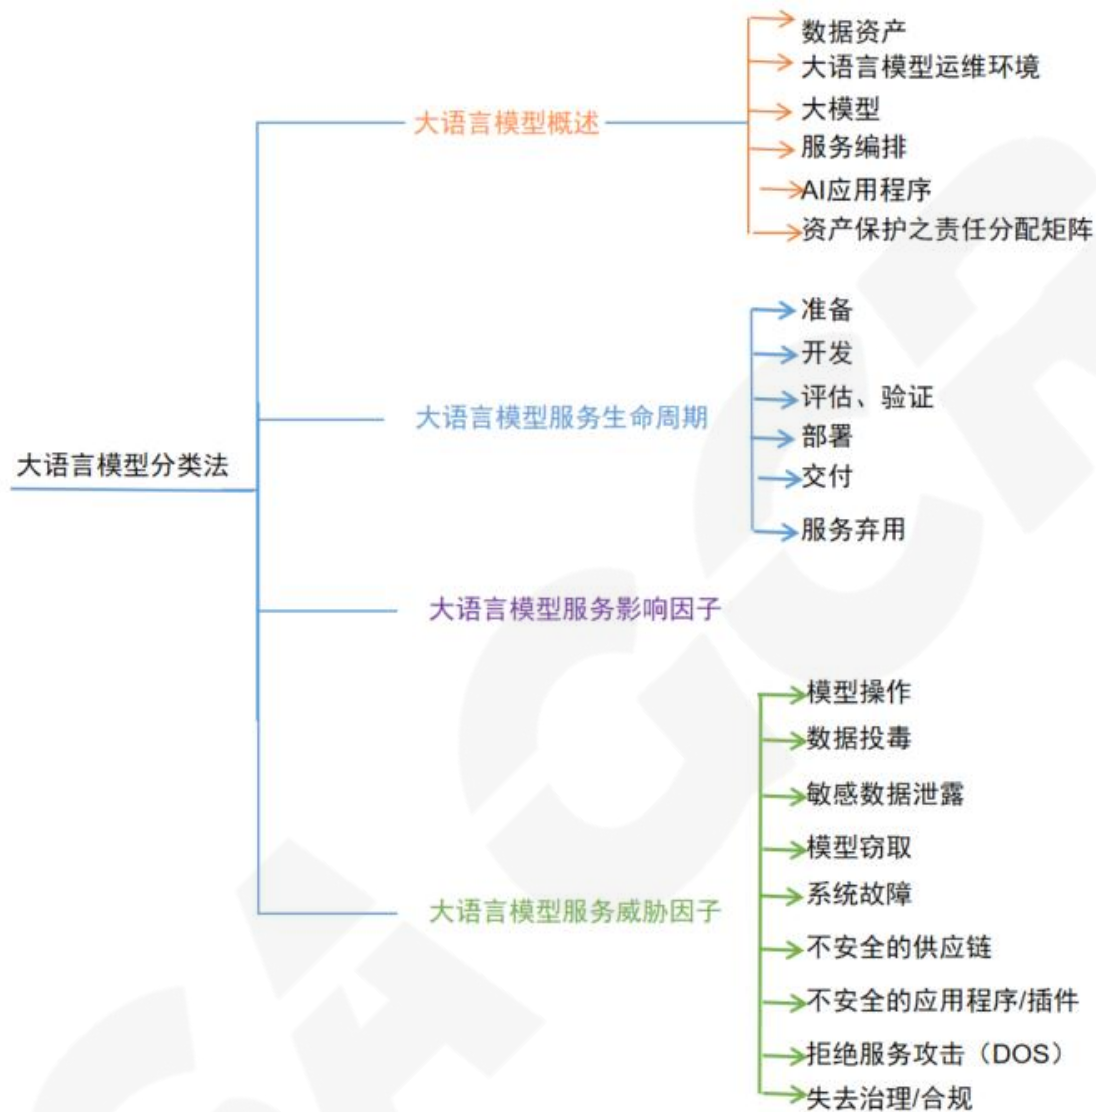 大语言模型分类法
大语言模型概述
数据资产
大语言模型运维环境
大模型
服务编排
AI应用程序
资产保护之责任分配矩阵
大语言模型服务生命周期
准备
开发
评估、验证
部署
交付
服务弃用
大语言模型服务影响因子
大语言模型服务威胁因子
模型操作
数据投毒
敏感数据泄露
模型窃取
系统故障
不安全的供应链
不安全的应用程序/插件
拒绝服务攻击（DOS）
失去治理/合规